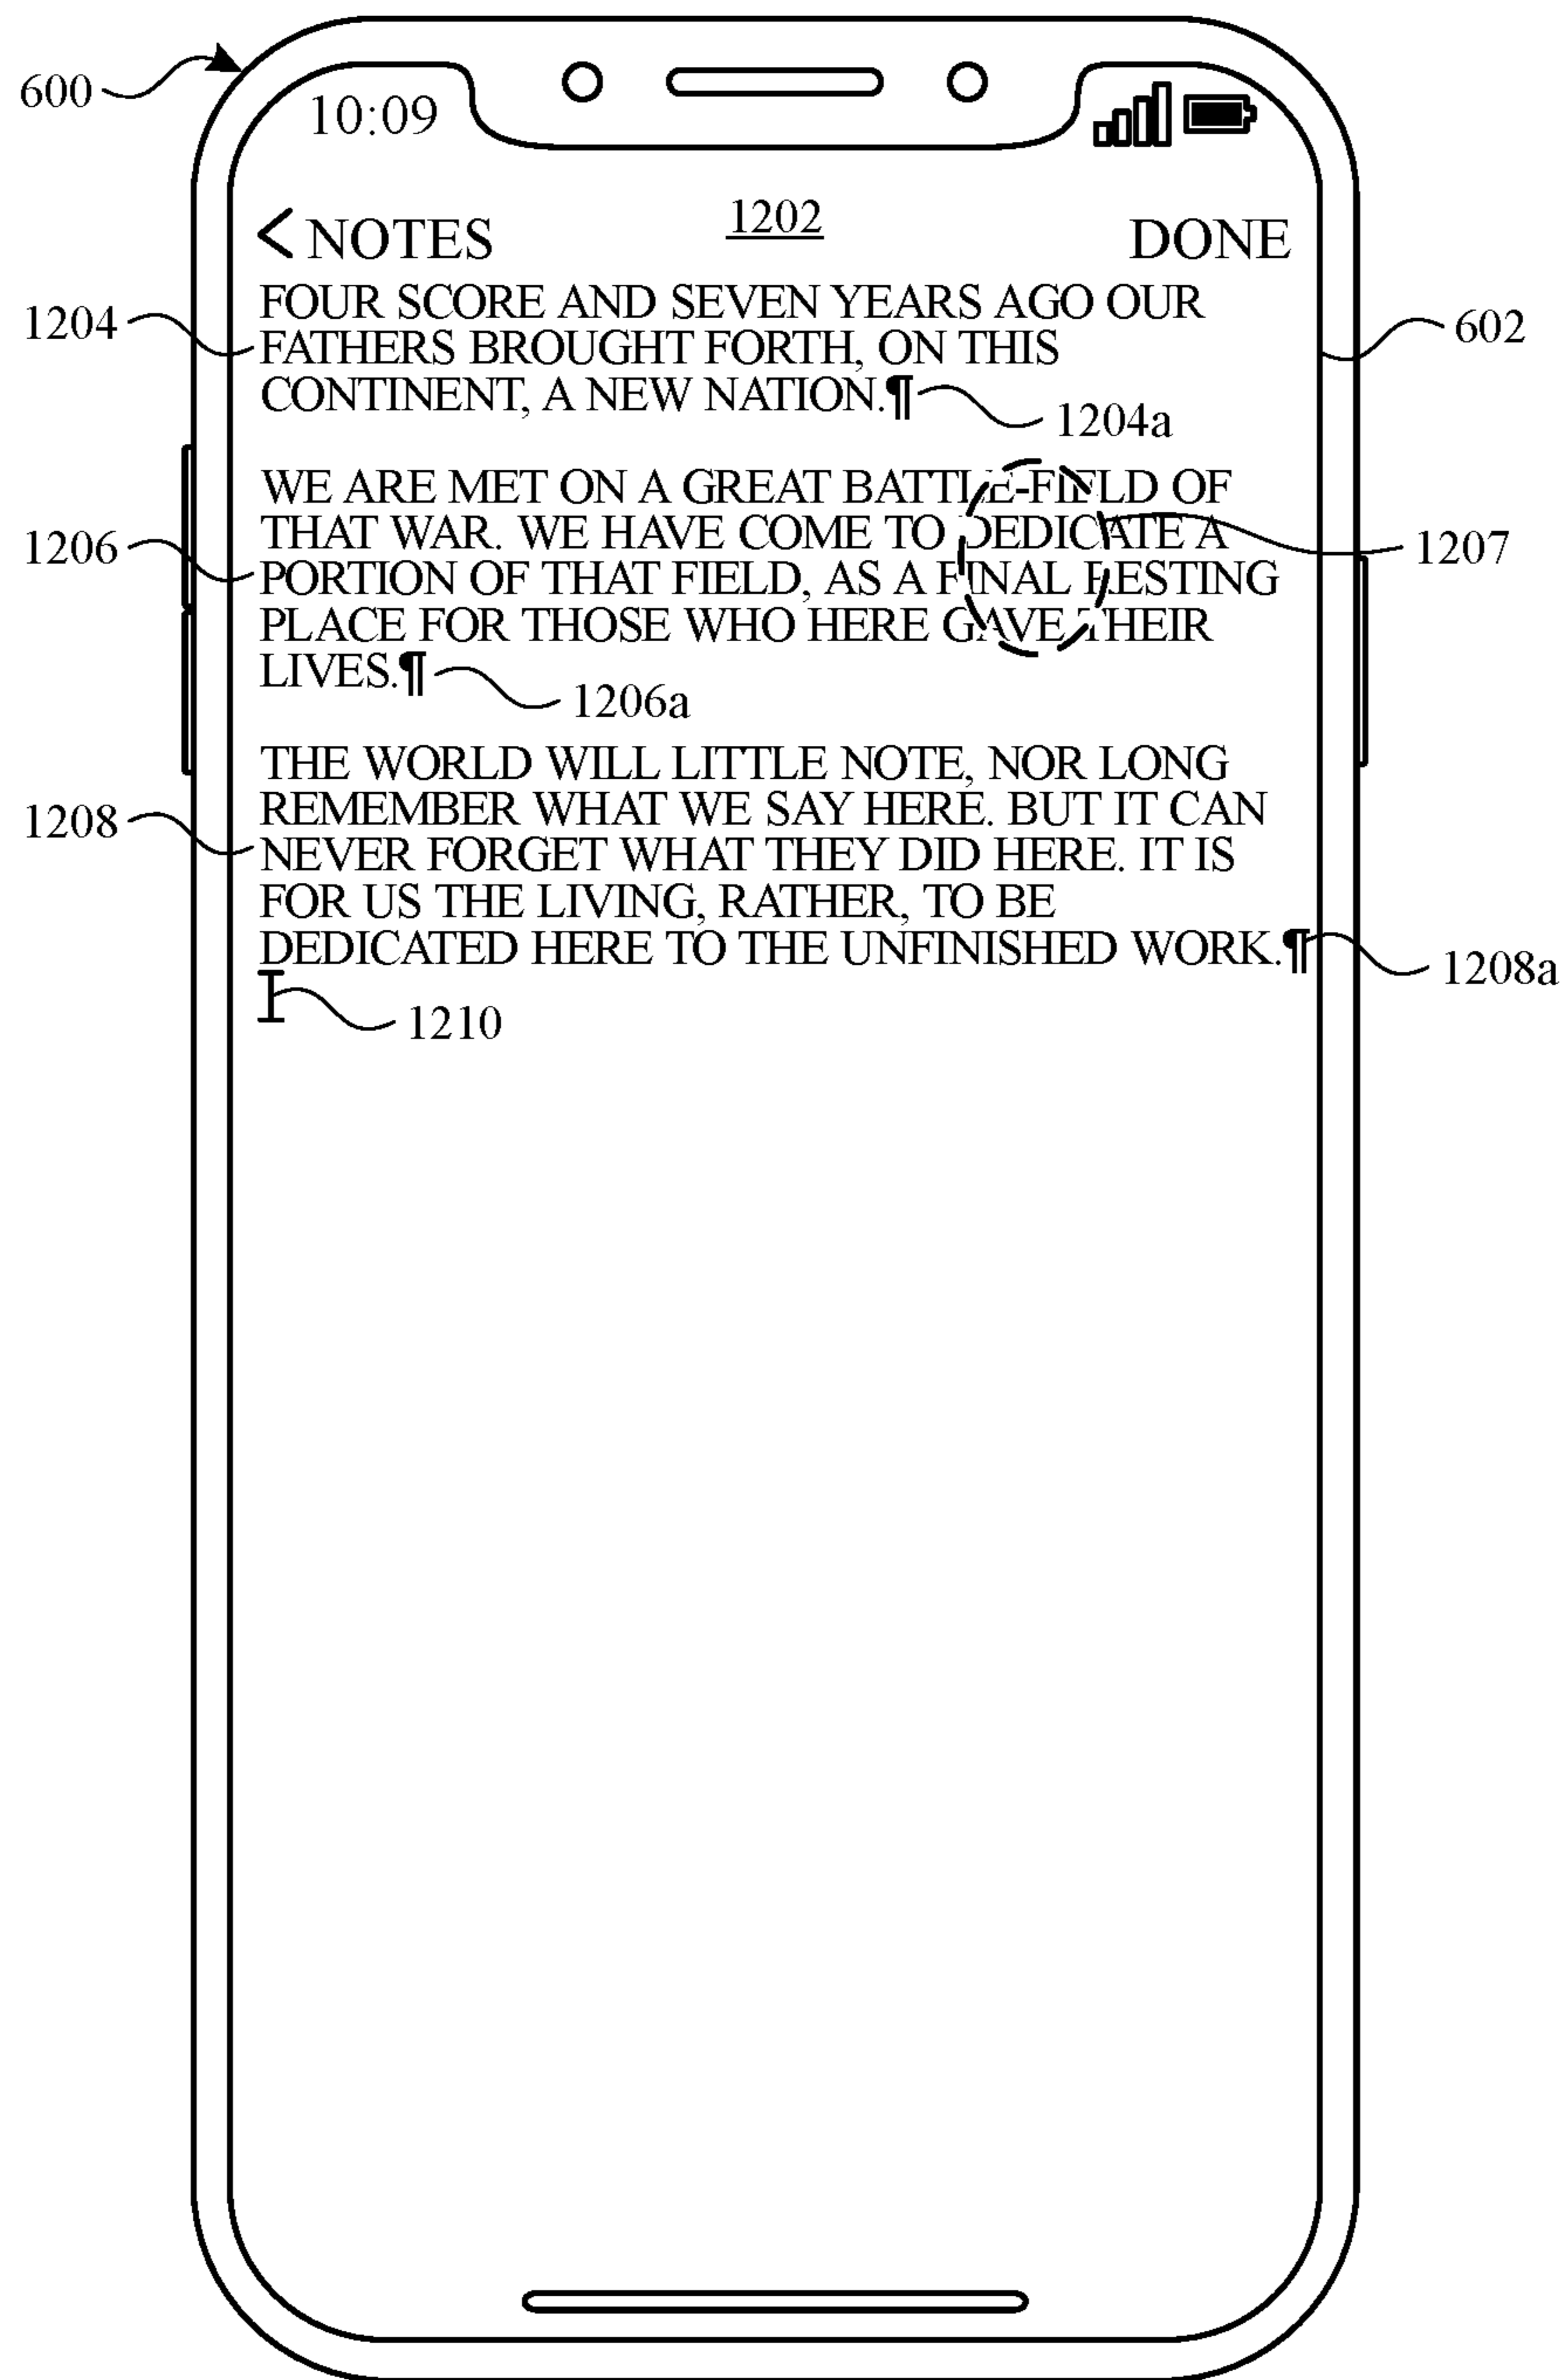 600
10:09
< NOTES 1202 DONE
1204
FOUR SCORE AND SEVEN YEARS AGO OUR
FATHERS BROUGHT FORTH, ON THIS
CONTINENT, A NEW NATION.¶
602
1204a
1206
WE ARE MET ON A GREAT BATTLE-FIELD OF
THAT WAR. WE HAVE COME TO DEDICATE A
PORTION OF THAT FIELD, AS A FINAL RESTING
PLACE FOR THOSE WHO HERE GAVE THEIR
LIVES.¶
1207
1206a
1208
THE WORLD WILL LITTLE NOTE, NOR LONG
REMEMBER WHAT WE SAY HERE. BUT IT CAN
NEVER FORGET WHAT THEY DID HERE. IT IS
FOR US THE LIVING, RATHER, TO BE
DEDICATED HERE TO THE UNFINISHED WORK.¶
1208a
1210